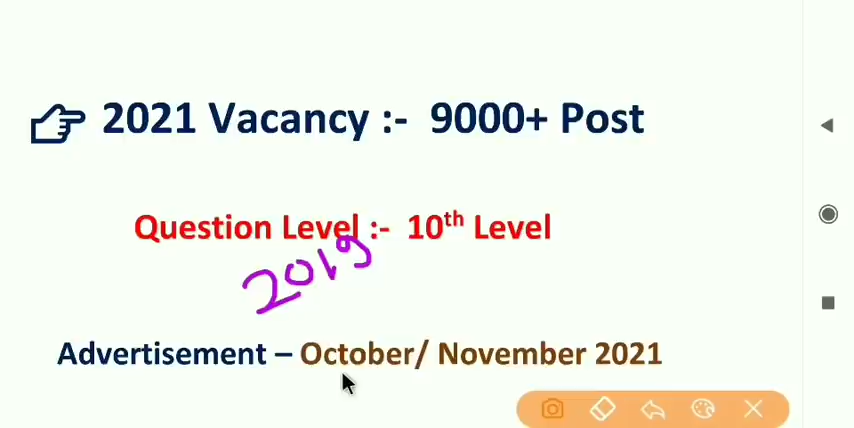 2021 Vacancy :- 9000+ Post
Question Level :- 10th Level
2019
Advertisement – October/ November 2021